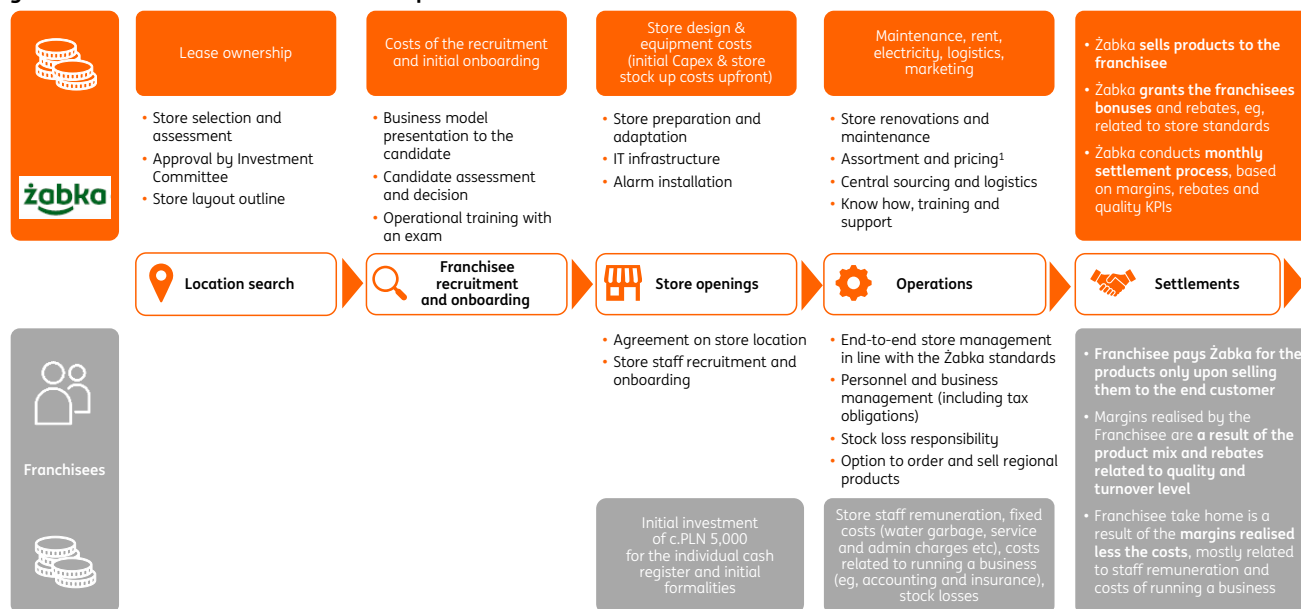 Lease ownership
Costs of the recruitment
and initial onboarding
Store design &
equipment costs
(initial Capex & store
stock up costs upfront)
Maintenance, rent,
electricity, logistics,
marketing
żabka
• Store selection and
assessment
• Approval by Investment
Committee
• Store layout outline
• Business model
presentation to the
candidate
• Candidate assessment
and decision
• Operational training with
an exam
• Store preparation and
adaptation
• IT infrastructure
• Alarm installation
• Store renovations and
maintenance
• Assortment and pricing¹
• Central sourcing and logistics
• Know how, training and
support
• Żabka sells products to the
franchisee
• Żabka grants the franchisees
bonuses and rebates, eg,
related to store standards
• Żabka conducts monthly
settlement process, based
on margins, rebates and
quality KPIs
Location search
Franchisee
recruitment
and onboarding
Store openings
Operations
Settlements
Franchisees
• Agreement on store location
• Store staff recruitment and
onboarding
• End-to-end store management
in line with the Żabka standards
• Personnel and business
management (including tax
obligations)
• Stock loss responsibility
• Option to order and sell regional
products
Initial investment
of c.PLN 5,000
for the individual cash
register and initial
formalities
Store staff remuneration, fixed
costs (water garbage, service
and admin charges etc), costs
related to running a business
(eg, accounting and insurance),
stock losses
• Franchisee pays Żabka for the
products only upon selling
them to the end customer
• Margins realised by the
Franchisee are a result of the
product mix and rebates
related to quality and
turnover level
• Franchisee take home is a
result of the margins realised
less the costs, mostly related
to staff remuneration and
costs of running a business